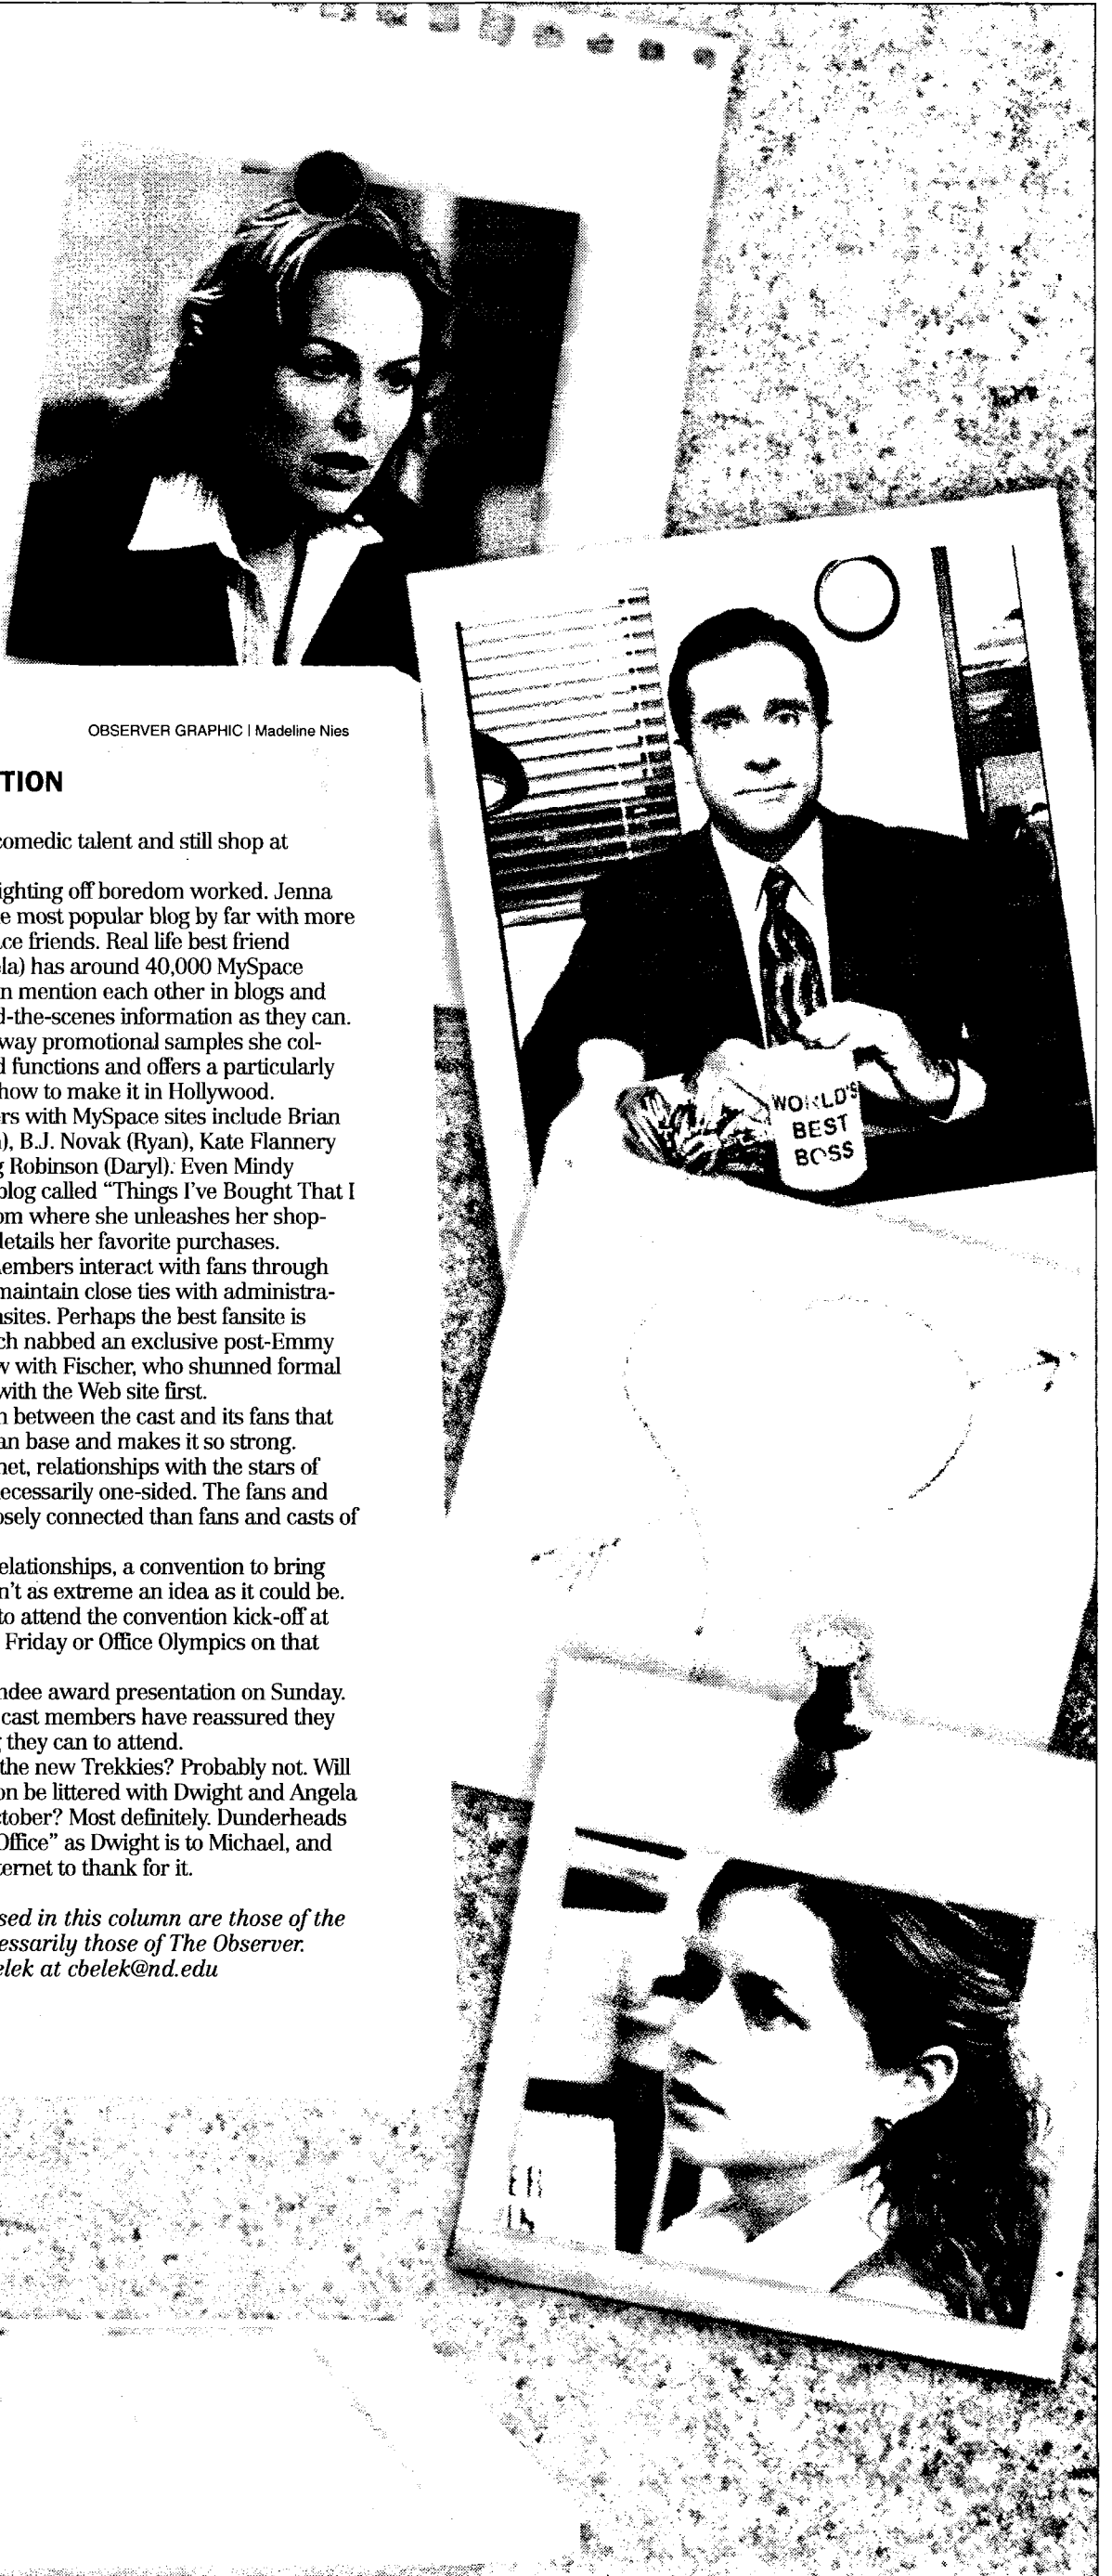 OBSERVER GRAPHIC | Madeline Nies
TION
comedic talent and still shop at
ighting off boredom worked. Jenna
e most popular blog by far with more
ce friends. Real life best friend
la) has around 40,000 MySpace
n mention each other in blogs and
d-the-scenes information as they can.
way promotional samples she col-
d functions and offers a particularly
how to make it in Hollywood.
rs with MySpace sites include Brian
), B.J. Novak (Ryan), Kate Flannery
g Robinson (Daryl). Even Mindy
blog called “Things I've Bought That I
om where she unleashes her shop-
details her favorite purchases.
embers interact with fans through
maintain close ties with administra-
sites. Perhaps the best fansite is
ch nabbed an exclusive post-Emmy
w with Fischer, who shunned formal
with the Web site first.
n between the cast and its fans that
an base and makes it so strong.
net, relationships with the stars of
ecessarily one-sided. The fans and
osely connected than fans and casts of
elationships, a convention to bring
n't as extreme an idea as it could be.
to attend the convention kick-off at
Friday or Office Olympics on that
ndee award presentation on Sunday.
cast members have reassured they
g they can to attend.
the new Trekkies? Probably not. Will
on be littered with Dwight and Angela
ctober? Most definitely. Dunderheads
Office” as Dwight is to Michael, and
ternet to thank for it.
sed in this column are those of the
essarily those of The Observer.
elek at cbelek@nd.edu
WORLD'S
BEST
BOSS